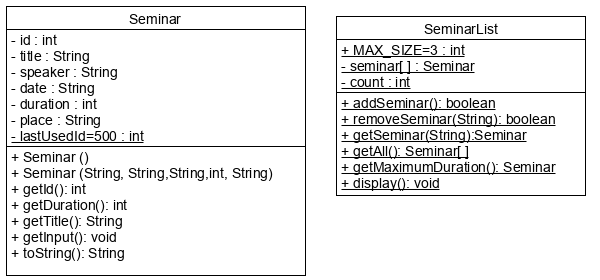 Seminar
- id : int
- title : String
- speaker : String
- date : String
- duration : int
- place : String
- lastUsedId=500 : int
+ Seminar ()
+ Seminar (String, String,String,int, String)
+ getId(): int
+ getDuration(): int
+ getTitle(): String
+ getInput(): void
+ toString(): String
SeminarList
+ MAX_SIZE=3 : int
- seminar[ ] : Seminar
- count : int
+ addSeminar(): boolean
+ removeSeminar(String): boolean
+ getSeminar(String):Seminar
+ getAll(): Seminar[ ]
+ getMaximumDuration(): Seminar
+ display(): void